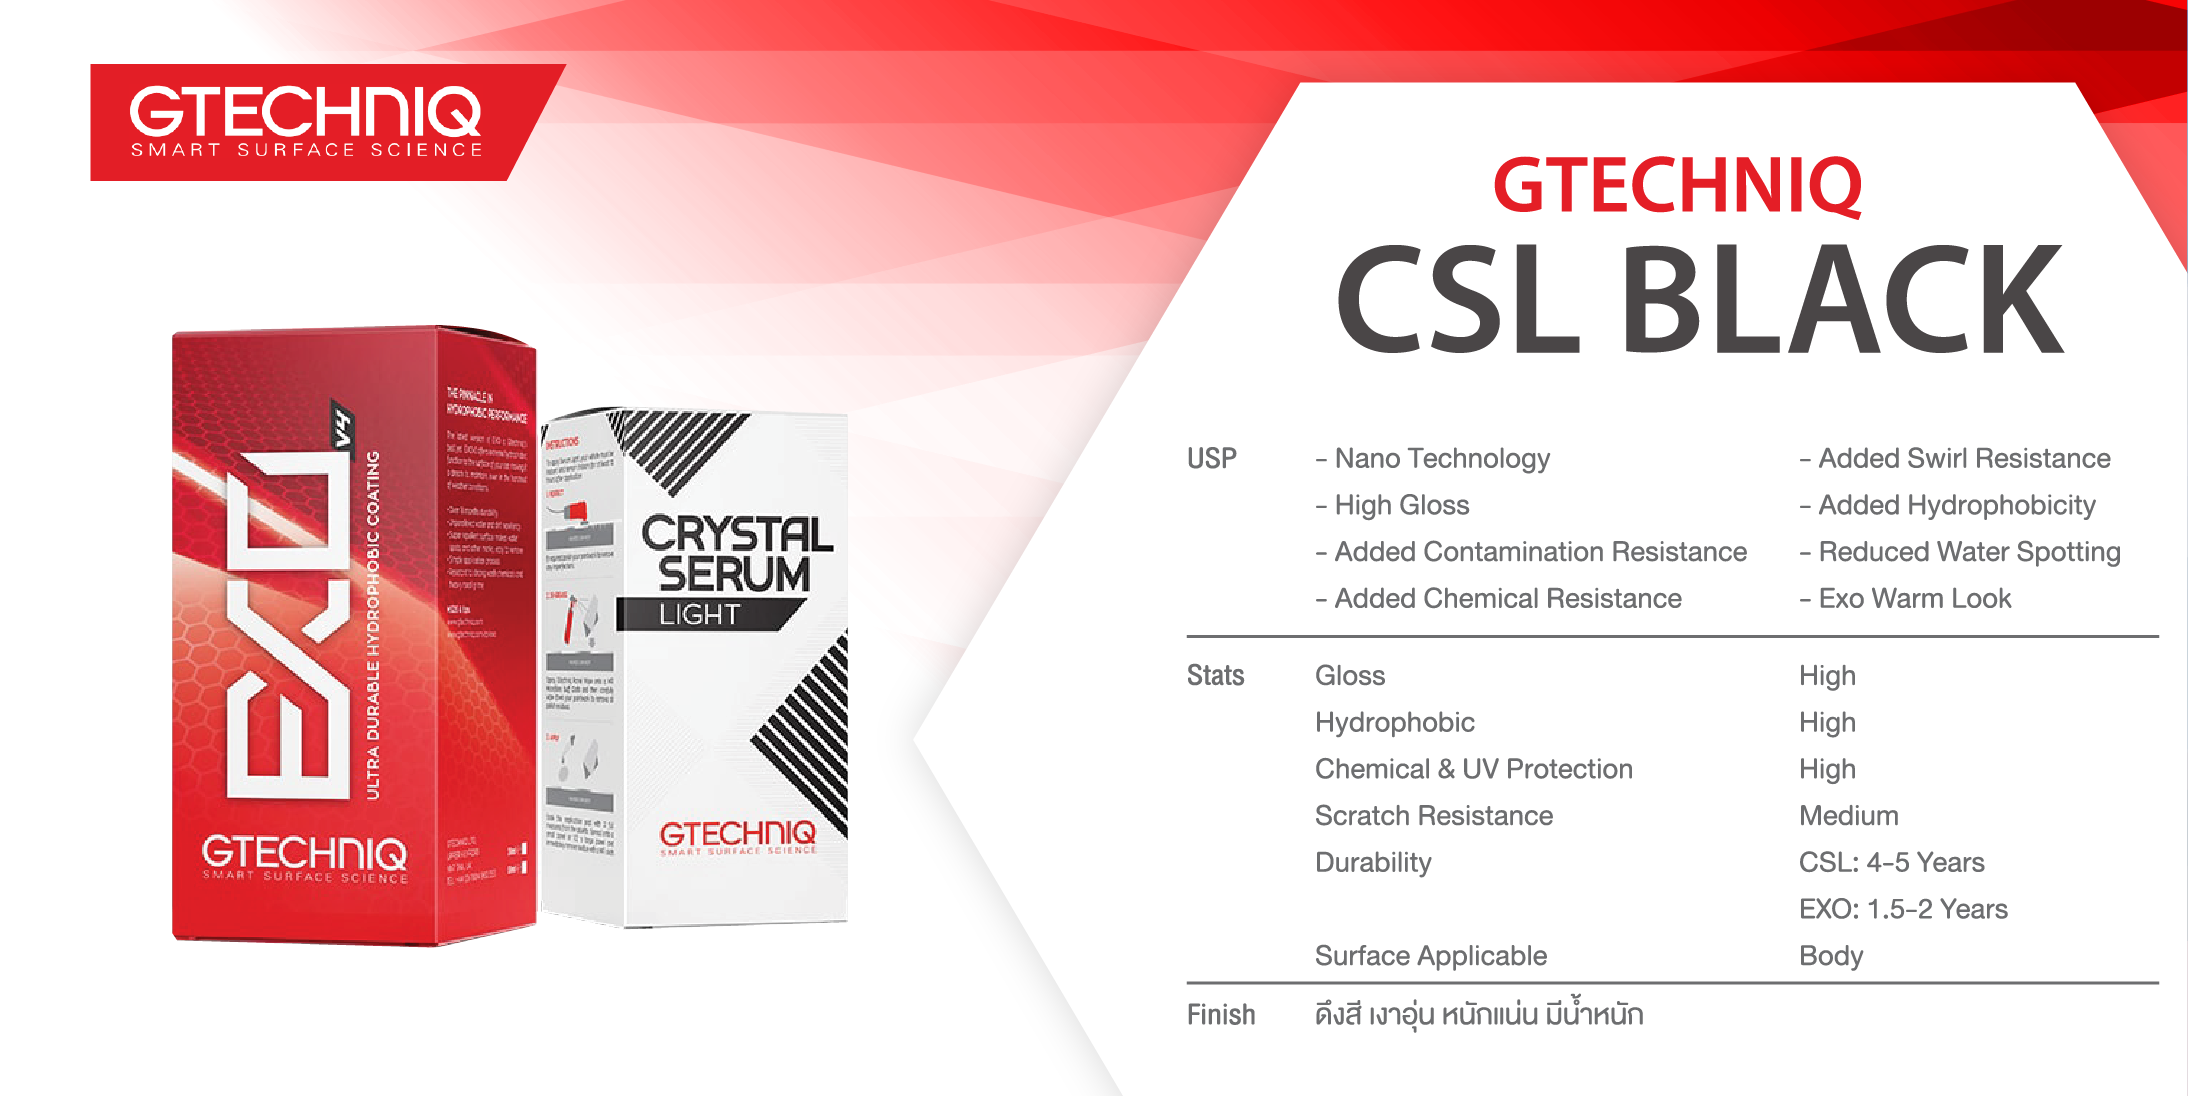 GTECHNIQ
SMART SURFACE SCIENCE
GTECHNIQ
CSL BLACK
EXO
V4
ULTRA DURABLE HYDROPHOBIC COATING
GTECHNIQ
SMART SURFACE SCIENCE
THE PINNACLE IN
HYDROPHOBIC PERFORMANCE
INSTRUCTIONS
CRYSTAL
SERUM
LIGHT
GTECHNIQ
SMART SURFACE SCIENCE
USP
- Nano Technology
- High Gloss
- Added Contamination Resistance
- Added Chemical Resistance
- Added Swirl Resistance
- Added Hydrophobicity
- Reduced Water Spotting
- Exo Warm Look
Stats
Gloss High
Hydrophobic High
Chemical & UV Protection High
Scratch Resistance Medium
Durability CSL: 4-5 Years
EXO: 1.5-2 Years
Surface Applicable Body
Finish ดึงสี เงาอุ่น หนักแน่น มีน้ำหนัก